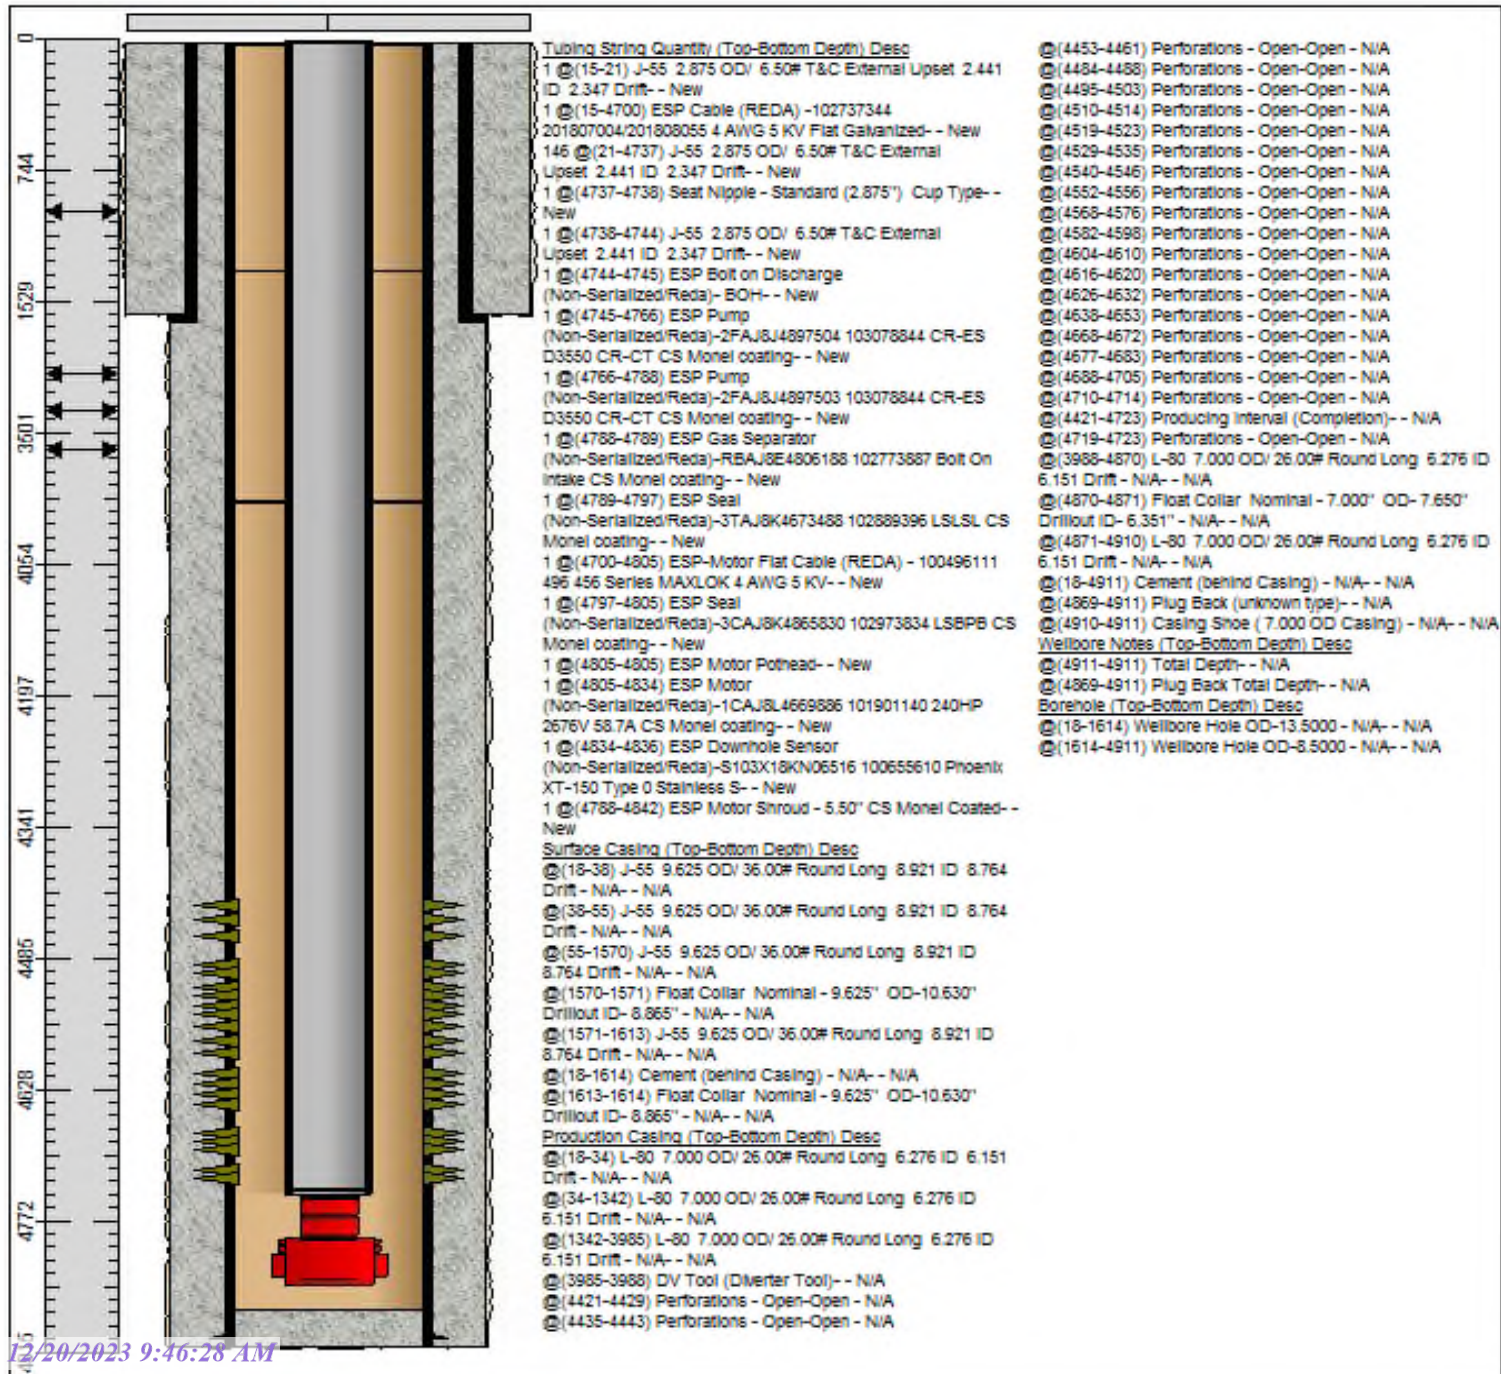 0
744
1529
3501
4054
4197
4341
4485
4628
4772
12/20/2023 9:46:28 AM
Tubing String Quantity (Top-Bottom Depth) Desc
1 @(15-21) J-55 2.875 OD/ 6.50# T&C External Upset 2.441
ID 2.347 Drift- - New
1 @(15-4700) ESP Cable (REDA) -102737344
201807004/201808055 4 AWG 5 KV Flat Galvanized- - New
146 @(21-4737) J-55 2.875 OD/ 6.50# T&C External
Upset 2.441 ID 2.347 Drift- - New
1 @(4737-4738) Seat Nipple - Standard (2.875") Cup Type- -
New
1 @(4738-4744) J-55 2.875 OD/ 6.50# T&C External
Upset 2.441 ID 2.347 Drift- - New
1 @(4744-4745) ESP Bolt on Discharge
(Non-Serialized/Reda)- BOH- - New
1 @(4745-4766) ESP Pump
(Non-Serialized/Reda)-2FAJ8J4897504 103078844 CR-ES
D3550 CR-CT CS Monel coating- - New
1 @(4766-4788) ESP Pump
(Non-Serialized/Reda)-2FAJ8J4897503 103078844 CR-ES
D3550 CR-CT CS Monel coating- - New
1 @(4788-4789) ESP Gas Separator
(Non-Serialized/Reda)-RBAJ8E4806188 102773887 Bolt On
Intake CS Monel coating- - New
1 @(4789-4797) ESP Seal
(Non-Serialized/Reda)-3TAJ8K4673488 102889396 LSLSL CS
Monel coating- - New
1 @(4700-4805) ESP-Motor Flat Cable (REDA) - 100496111
496 456 Series MAXLOK 4 AWG 5 KV- - New
1 @(4797-4805) ESP Seal
(Non-Serialized/Reda)-3CAJ8K4865830 102973834 LSBPB CS
Monel coating- - New
1 @(4805-4805) ESP Motor Pothead- - New
1 @(4805-4834) ESP Motor
(Non-Serialized/Reda)-1CAJ8L4669886 101901140 240HP
2676V 58.7A CS Monel coating- - New
1 @(4834-4836) ESP Downhole Sensor
(Non-Serialized/Reda)-S103X18KN06516 100655610 Phoenix
XT-150 Type 0 Stainless S- - New
1 @(4788-4842) ESP Motor Shroud - 5.50" CS Monel Coated- -
New
Surface Casing (Top-Bottom Depth) Desc
@(18-38) J-55 9.625 OD/ 36.00# Round Long 8.921 ID 8.764
Drift - N/A- - N/A
@(38-55) J-55 9.625 OD/ 36.00# Round Long 8.921 ID 8.764
Drift - N/A- - N/A
@(55-1570) J-55 9.625 OD/ 36.00# Round Long 8.921 ID
8.764 Drift - N/A- - N/A
@(1570-1571) Float Collar Nominal - 9.625" OD-10.630"
Drillout ID- 8.865" - N/A- - N/A
@(1571-1613) J-55 9.625 OD/ 36.00# Round Long 8.921 ID
8.764 Drift - N/A- - N/A
@(18-1614) Cement (behind Casing) - N/A- - N/A
@(1613-1614) Float Collar Nominal - 9.625" OD-10.630"
Drillout ID- 8.865" - N/A- - N/A
Production Casing (Top-Bottom Depth) Desc
@(18-34) L-80 7.000 OD/ 26.00# Round Long 6.276 ID 6.151
Drift - N/A- - N/A
@(34-1342) L-80 7.000 OD/ 26.00# Round Long 6.276 ID
6.151 Drift - N/A- - N/A
@(1342-3985) L-80 7.000 OD/ 26.00# Round Long 6.276 ID
6.151 Drift - N/A- - N/A
@(3985-3988) DV Tool (Diverter Tool)- - N/A
@(4421-4429) Perforations - Open-Open - N/A
@(4435-4443) Perforations - Open-Open - N/A
@(4453-4461) Perforations - Open-Open - N/A
@(4484-4488) Perforations - Open-Open - N/A
@(4495-4503) Perforations - Open-Open - N/A
@(4510-4514) Perforations - Open-Open - N/A
@(4519-4523) Perforations - Open-Open - N/A
@(4529-4535) Perforations - Open-Open - N/A
@(4540-4546) Perforations - Open-Open - N/A
@(4552-4556) Perforations - Open-Open - N/A
@(4568-4576) Perforations - Open-Open - N/A
@(4582-4598) Perforations - Open-Open - N/A
@(4604-4610) Perforations - Open-Open - N/A
@(4616-4620) Perforations - Open-Open - N/A
@(4626-4632) Perforations - Open-Open - N/A
@(4638-4653) Perforations - Open-Open - N/A
@(4668-4672) Perforations - Open-Open - N/A
@(4677-4683) Perforations - Open-Open - N/A
@(4688-4705) Perforations - Open-Open - N/A
@(4710-4714) Perforations - Open-Open - N/A
@(4421-4723) Producing Interval (Completion)- - N/A
@(4719-4723) Perforations - Open-Open - N/A
@(3988-4870) L-80 7.000 OD/ 26.00# Round Long 6.276 ID
6.151 Drift - N/A- - N/A
@(4870-4871) Float Collar Nominal - 7.000" OD- 7.650"
Drillout ID- 6.351" - N/A- - N/A
@(4871-4910) L-80 7.000 OD/ 26.00# Round Long 6.276 ID
6.151 Drift - N/A- - N/A
@(18-4911) Cement (behind Casing) - N/A- - N/A
@(4869-4911) Plug Back (unknown type)- - N/A
@(4910-4911) Casing Shoe ( 7.000 OD Casing) - N/A- - N/A
Wellbore Notes (Top-Bottom Depth) Desc
@(4911-4911) Total Depth- - N/A
@(4869-4911) Plug Back Total Depth- - N/A
Borehole (Top-Bottom Depth) Desc
@(18-1614) Wellbore Hole OD-13.5000 - N/A- - N/A
@(1614-4911) Wellbore Hole OD-8.5000 - N/A- - N/A